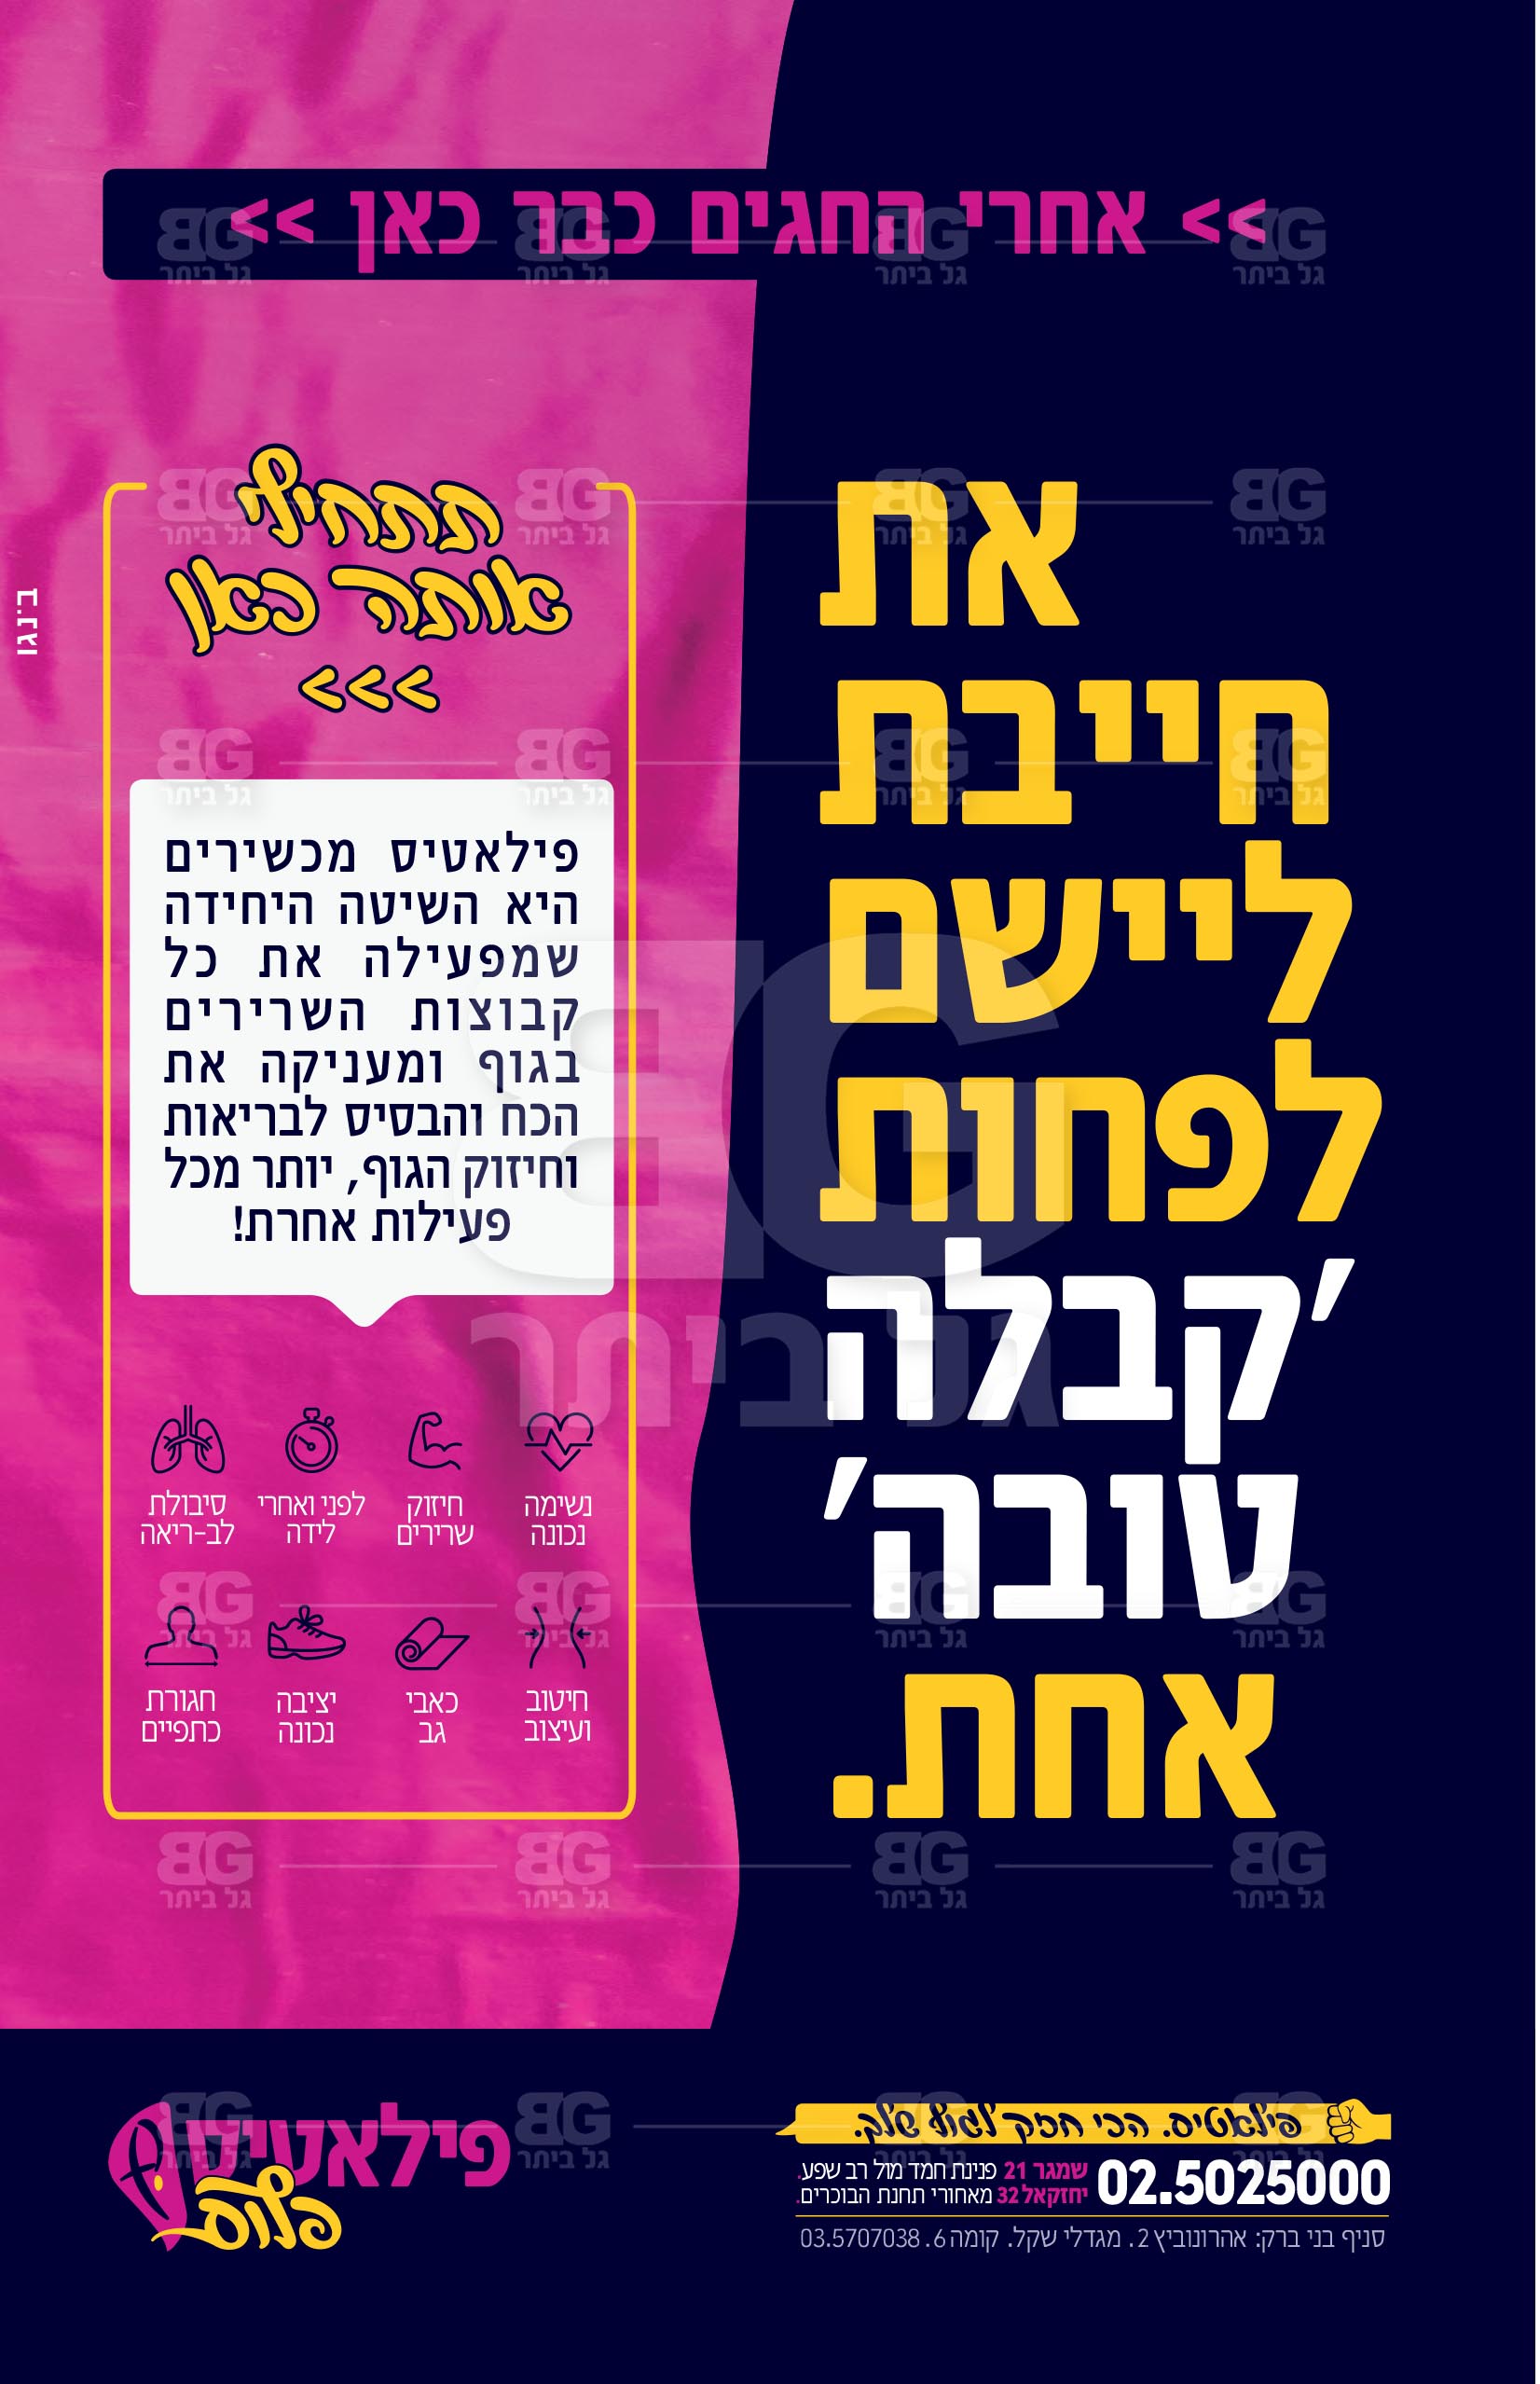 >> אחרי החגים כבר כאן >>
את
חייבת
ליישם
לפחות
'קבלה
טובה'
אחת.
תתחילי
אותה כאן
>>>
פילאטיס מכשירים
היא השיטה היחידה
שמפעילה את כל
קבוצות השרירים
בגוף ומעניקה את
הכח והבסיס לבריאות
וחיזוק הגוף, יותר מכל
פעילות אחרת!
נשימה
נכונה
חיזוק
שרירים
לפני ואחרי
לידה
סיבולת
לב-ריאה
חיטוב
ועיצוב
כאבי
גב
יציבה
נכונה
חגורת
כתפיים
בינגו
פילאטיס. הכי חזק לגוף שלך.
02.5025000
שמגר 21 פנינת חמד מול רב שפע.
יחזקאל 32 מאחורי תחנת הבוכרים.
סניף בני ברק: אהרונוביץ 2. מגדלי שקל. קומה 6. 03.5707038
פילאטיס
פלוס
BG
גל ביתר